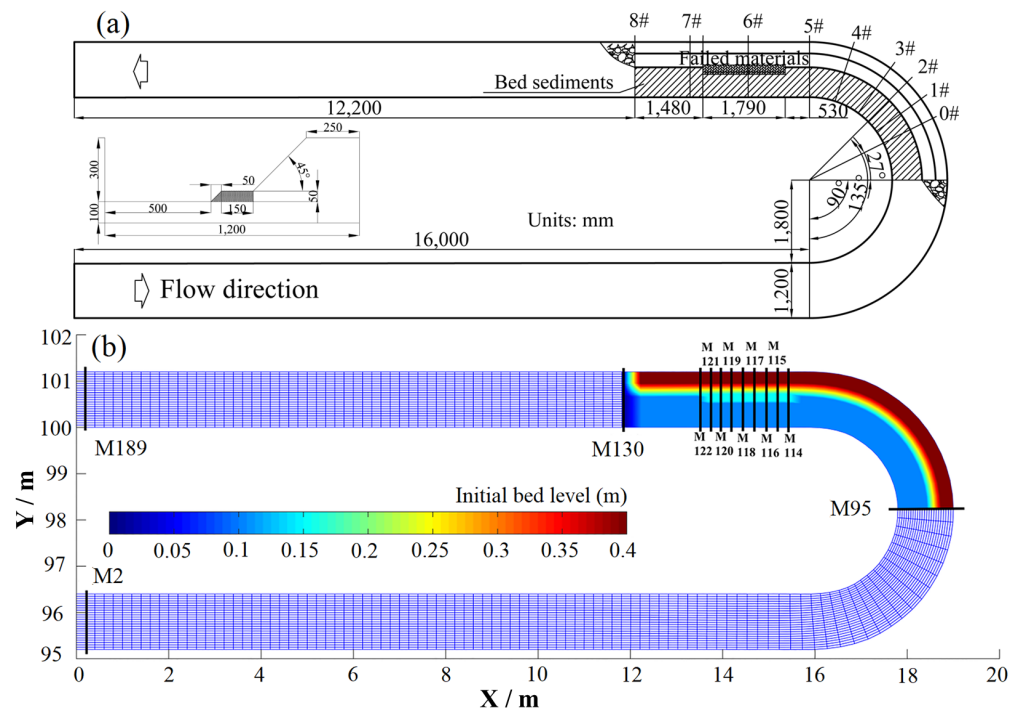 (a)
8# 7# 6# 5# 4# 3# 2# 1# 0#
Failed materials
Bed sediments
12,200 1,480 1,790 530
250
300
45°
50
50
100
500 150
1,200
27°
90° 135°
Units: mm
1,800
16,000
1,200
Flow direction
(b)
M 121 M 119 M 117 M 115
M189
M130
M 122 M 120 M 118 M 116 M 114
Initial bed level (m)
0 0.05 0.1 0.15 0.2 0.25 0.3 0.35 0.4
M95
M2
102
101
100
99
98
97
96
95
Y / m
0 2 4 6 8 10 12 14 16 18 20
X / m